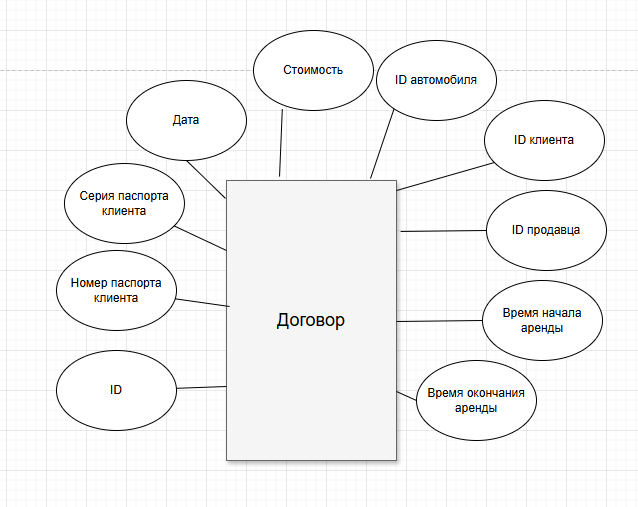 Стоимость
ID автомобиля
Дата
ID клиента
Серия паспорта
клиента
ID продавца
Номер паспорта
клиента
Время начала
аренды
Договор
ID
Время окончания
аренды